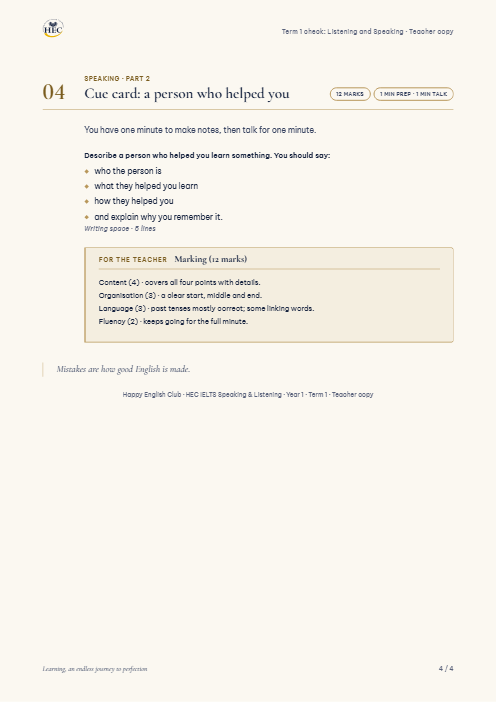 HEC
Term 1 check: Listening and Speaking · Teacher copy
SPEAKING · PART 2
04 Cue card: a person who helped you
12 MARKS
1 MIN PREP · 1 MIN TALK
You have one minute to make notes, then talk for one minute.
Describe a person who helped you learn something. You should say:
who the person is
what they helped you learn
how they helped you
and explain why you remember it.
Writing space · 6 lines
FOR THE TEACHER Marking (12 marks)
Content (4) · covers all four points with details.
Organisation (3) · a clear start, middle and end.
Language (3) · past tenses mostly correct; some linking words.
Fluency (2) · keeps going for the full minute.
Mistakes are how good English is made.
Happy English Club · HEC IELTS Speaking & Listening · Year 1 · Term 1 · Teacher copy
Learning, an endless journey to perfection
4 / 4